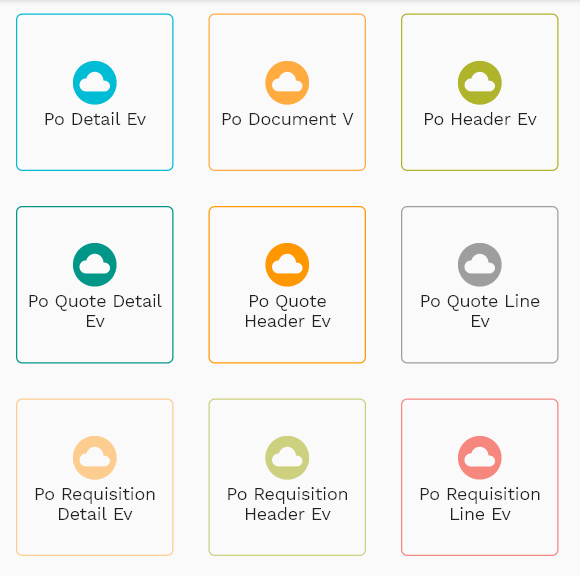 Po Detail Ev
Po Document V
Po Header Ev
Po Quote Detail
Ev
Po Quote
Header Ev
Po Quote Line
Ev
Po Requisition
Detail Ev
Po Requisition
Header Ev
Po Requisition
Line Ev